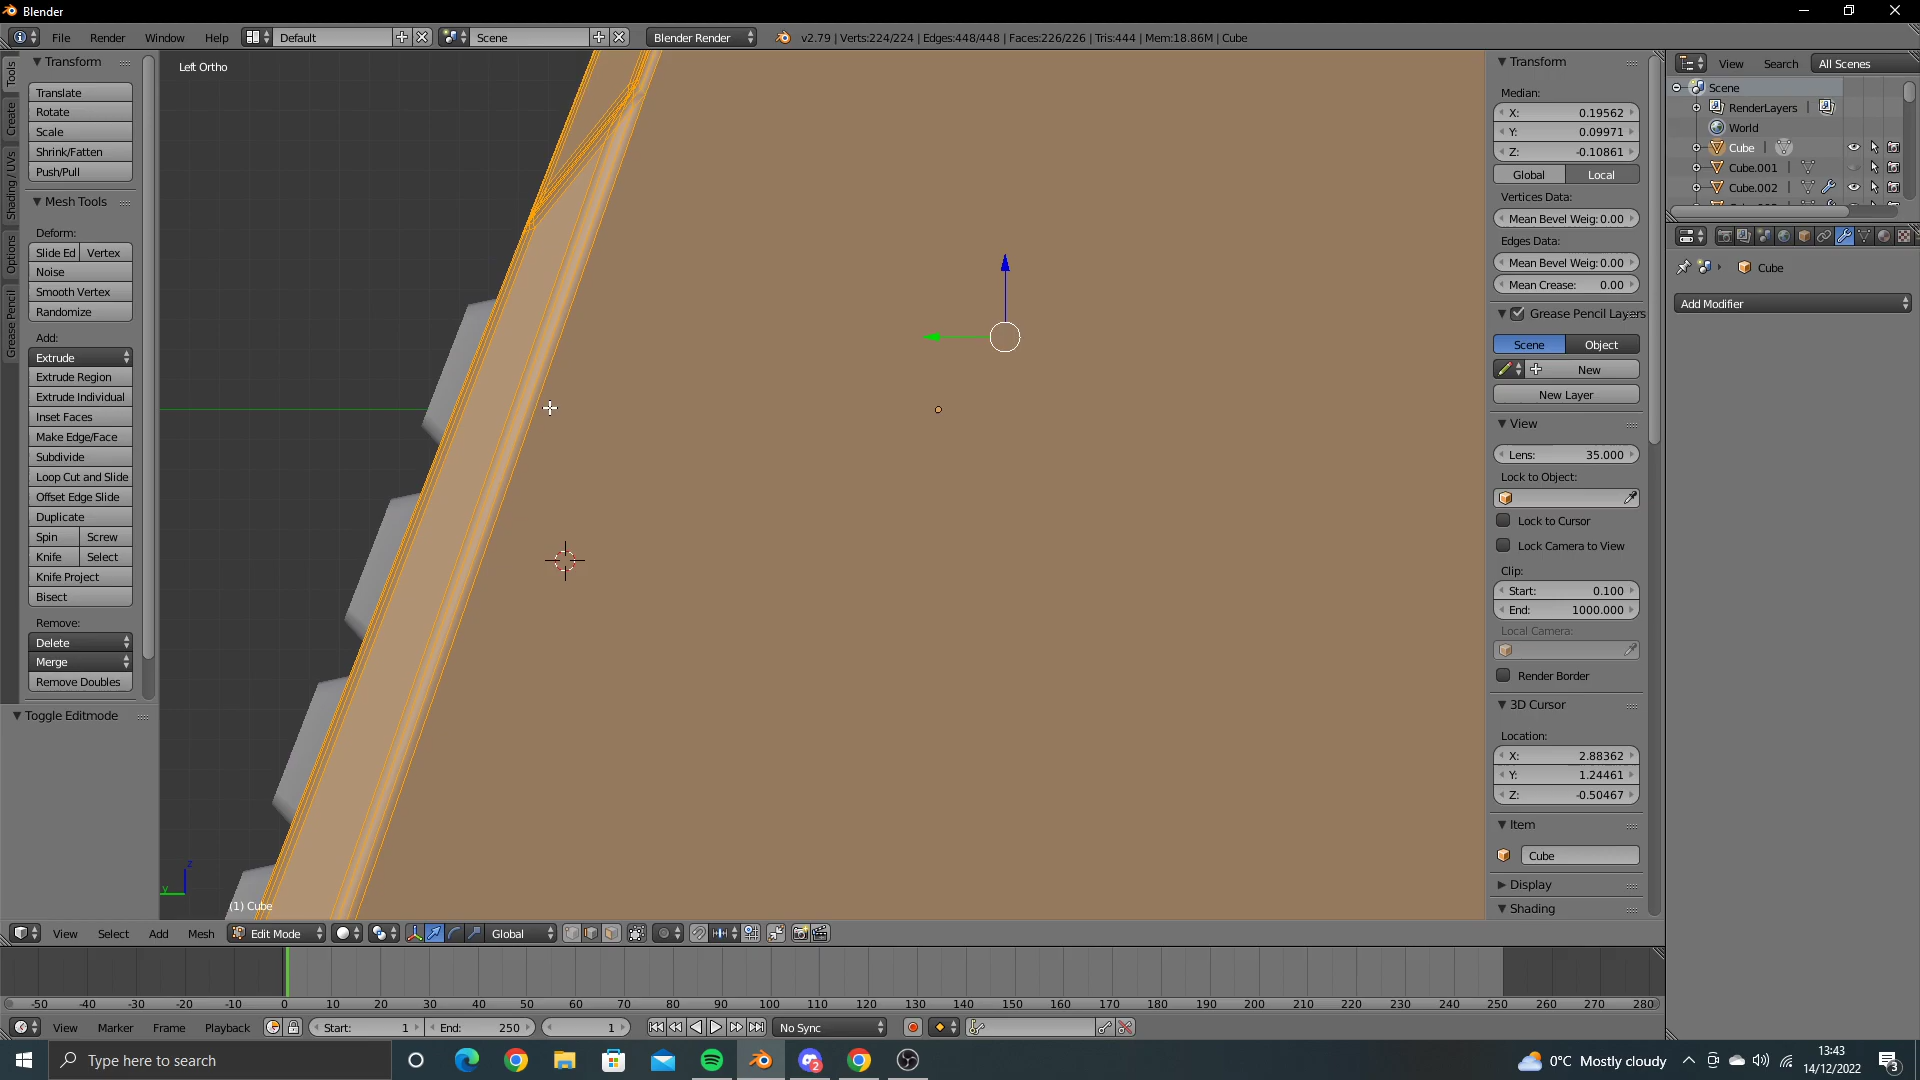 Blender
File Render Window Help Default Scene Blender Render v2.79 | Verts:224/224 | Edges:448/448 | Faces:226/226 | Tris:444 | Mem:18.86M | Cube
Tools
Create
Shading / UVs
Options
Grease Pencil
Transform
Translate
Rotate
Scale
Shrink/Fatten
Push/Pull
Mesh Tools
Deform:
Slide Ed Vertex
Noise
Smooth Vertex
Randomize
Add:
Extrude
Extrude Region
Extrude Individual
Inset Faces
Make Edge/Face
Subdivide
Loop Cut and Slide
Offset Edge Slide
Duplicate
Spin Screw
Knife Select
Knife Project
Bisect
Remove:
Delete
Merge
Remove Doubles
Toggle Editmode
Left Ortho
z
y
(1) Cube
Transform
Median:
X: 0.19562
Y: 0.09971
Z: -0.10861
Global Local
Vertices Data:
Mean Bevel Weig: 0.00
Edges Data:
Mean Bevel Weig: 0.00
Mean Crease: 0.00
Grease Pencil Layers
Scene Object
New
New Layer
View
Lens: 35.000
Lock to Object:
Lock to Cursor
Lock Camera to View
Clip:
Start: 0.100
End: 1000.000
Local Camera:
Render Border
3D Cursor
Location:
X: 2.88362
Y: 1.24461
Z: -0.50467
Item
Cube
Display
Shading
View Search All Scenes
Scene
RenderLayers
World
Cube
Cube.001
Cube.002
Cube
Add Modifier
View Select Add Mesh Edit Mode Global
-50 -40 -30 -20 -10 0 10 20 30 40 50 60 70 80 90 100 110 120 130 140 150 160 170 180 190 200 210 220 230 240 250 260 270 280
View Marker Frame Playback Start: 1 End: 250 1 No Sync
Type here to search
2
0°C Mostly cloudy
13:43
14/12/2022
3